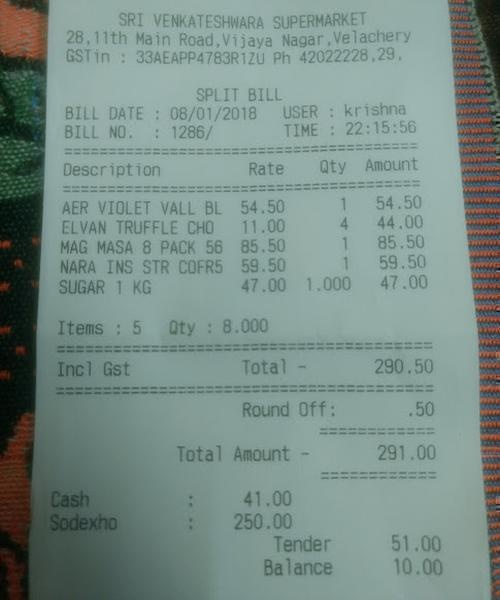 SRI VENKATESHWARA SUPERMARKET
28,11th Main Road,Vijaya Nagar,Velachery
GSTin : 33AEAPP4783R1ZU Ph 42022228,29,
SPLIT BILL
BILL DATE : 08/01/2018 USER : krishna
BILL NO. : 1286/ TIME : 22:15:56
Description Rate Qty Amount
AER VIOLET VALL BL 54.50 1 54.50
ELVAN TRUFFLE CHO 11.00 4 44.00
MAG MASA 8 PACK 56 85.50 1 85.50
NARA INS STR COFR5 59.50 1 59.50
SUGAR 1 KG 47.00 1.000 47.00
Items : 5 Qty : 8.000
Incl Gst Total - 290.50
Round Off: .50
Total Amount - 291.00
Cash : 41.00
Sodexho : 250.00
Tender 51.00
Balance 10.00